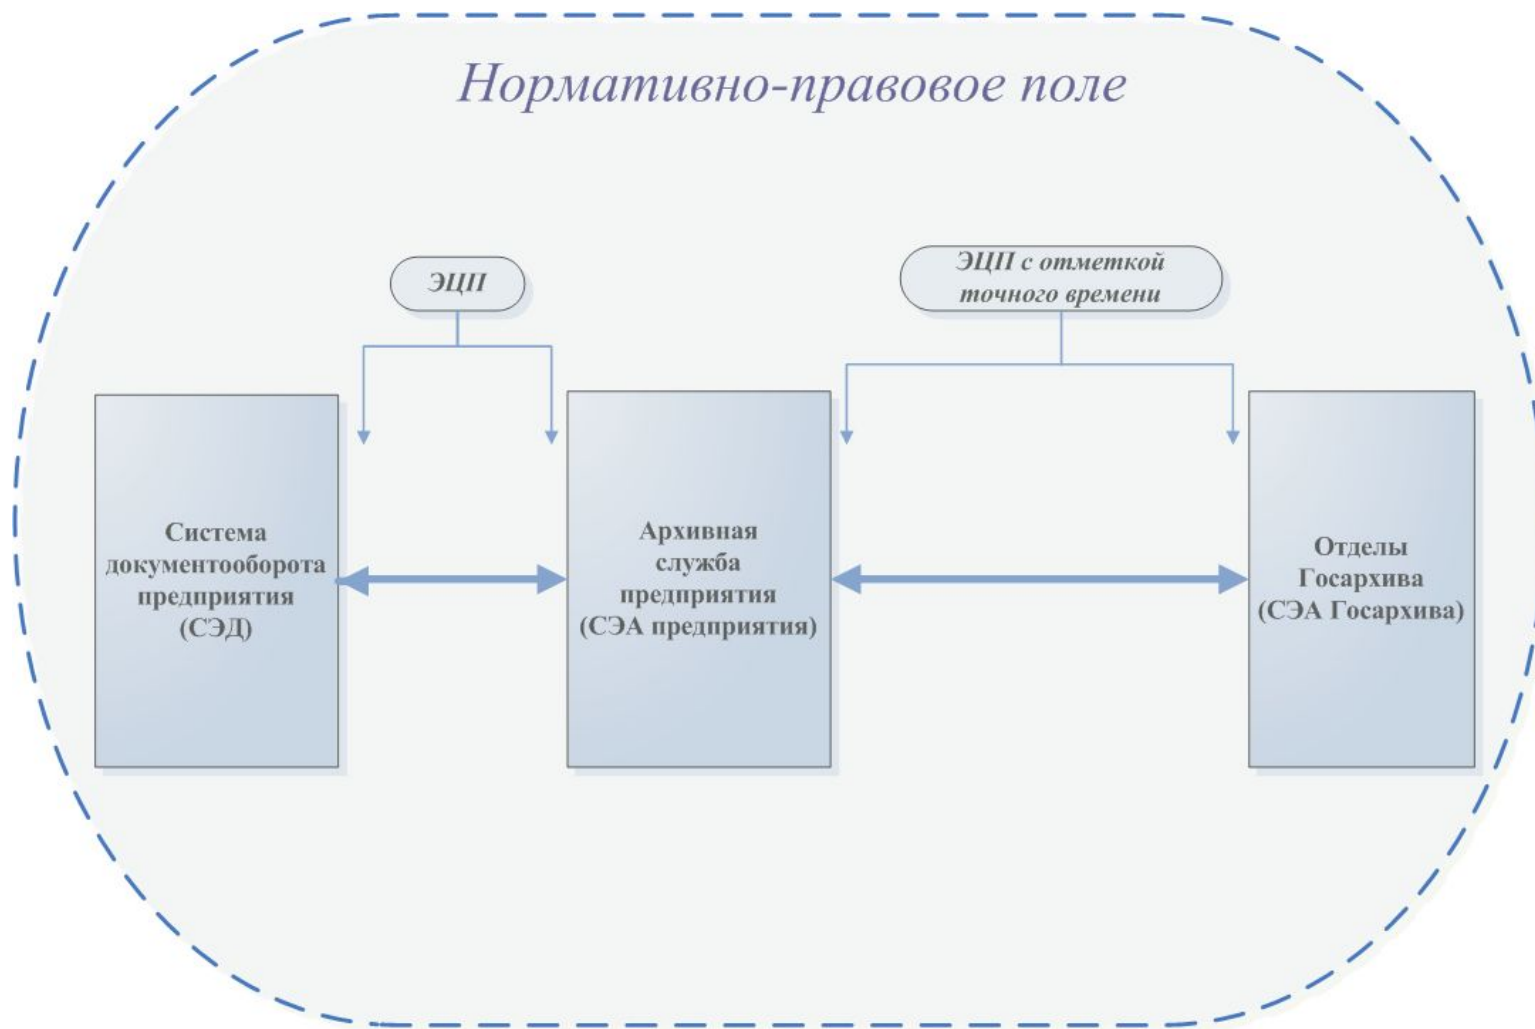 Нормативно-правовое поле
ЭЦП
ЭЦП с отметкой
точного времени
Система
документооборота
предприятия
(СЭД)
Архивная
служба
предприятия
(СЭА предприятия)
Отделы
Госархива
(СЭА Госархива)